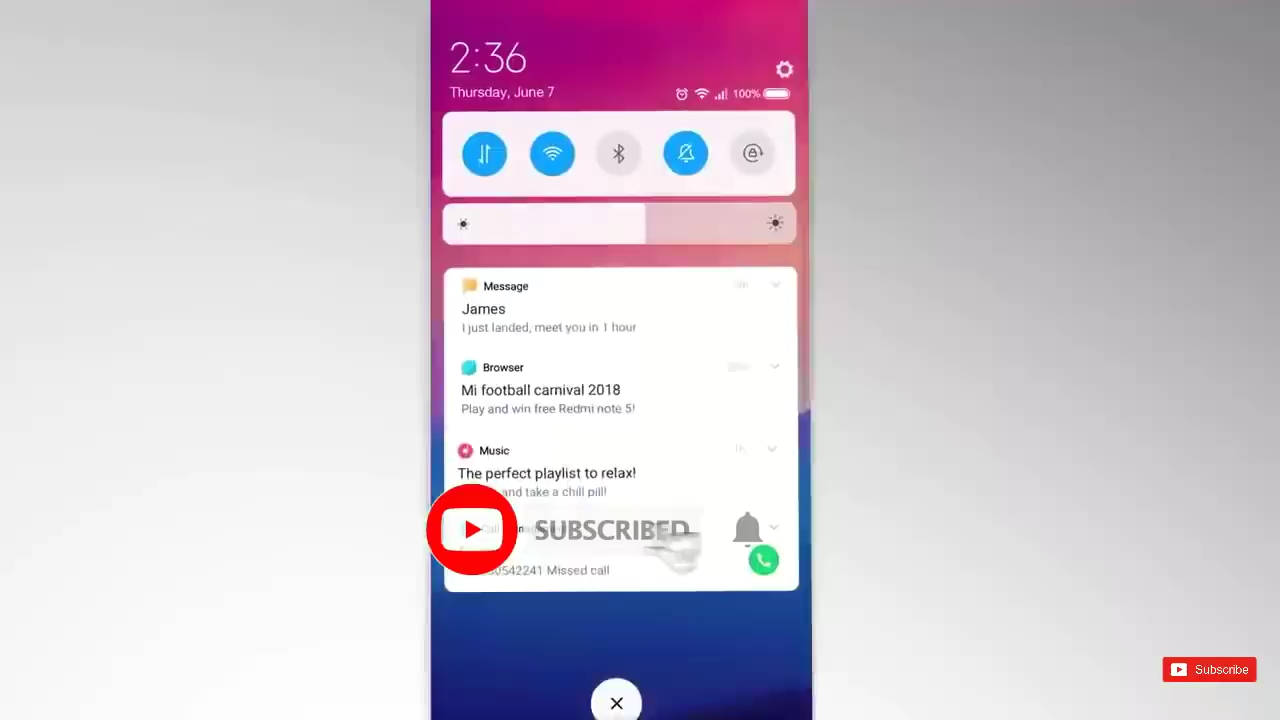 2:36
Thursday, June 7
100%
Message
James
I just landed, meet you in 1 hour
Browser
Mi football carnival 2018
Play and win free Redmi note 5!
Music
The perfect playlist to relax!
and take a chill pill!
SUBSCRIBED
Missed call
Subscribe